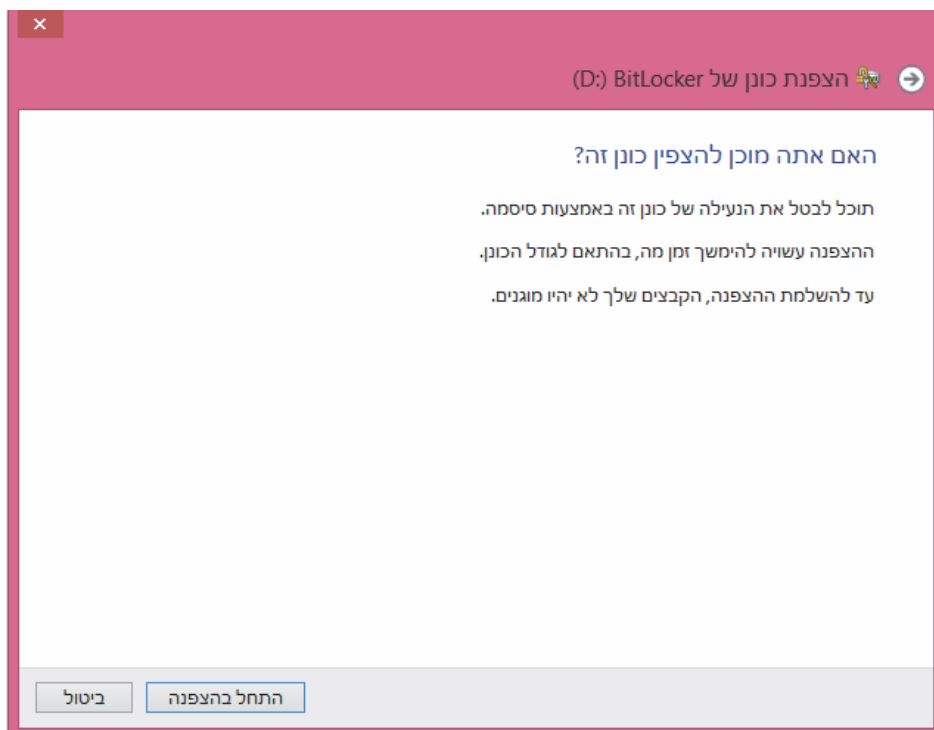 הצפנת כונן של BitLocker ‏(D:)
האם אתה מוכן להצפין כונן זה?
תוכל לבטל את הנעילה של כונן זה באמצעות סיסמה.
ההצפנה עשויה להימשך זמן מה, בהתאם לגודל הכונן.
עד להשלמת ההצפנה, הקבצים שלך לא יהיו מוגנים.
התחל בהצפנה
ביטול